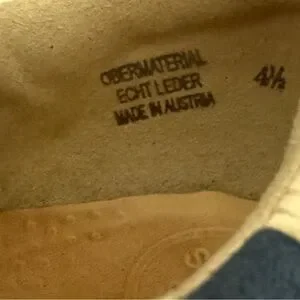 OBERMATERIAL
ECHT LEDER
MADE IN AUSTRIA
4½
S